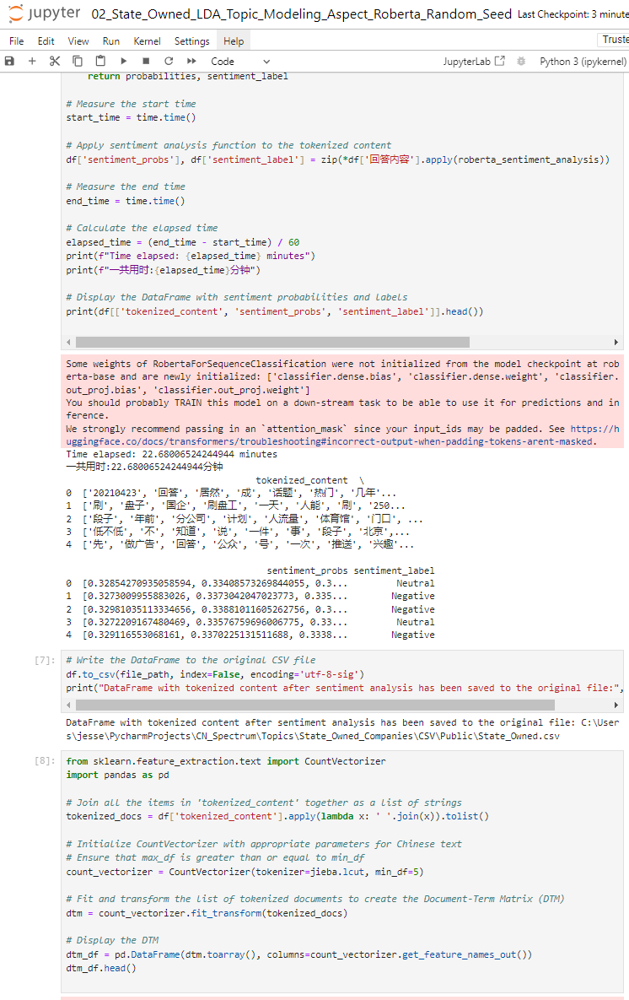 jupyter 02_State_Owned_LDA_Topic_Modeling_Aspect_Roberta_Random_Seed Last Checkpoint: 3 minute
File Edit View Run Kernel Settings Help Truste
Code JupyterLab Python 3 (ipykernel)
return probabilities, sentiment_label
# Measure the start time
start_time = time.time()
# Apply sentiment analysis function to the tokenized content
df['sentiment_probs'], df['sentiment_label'] = zip(*df['回答内容'].apply(roberta_sentiment_analysis))
# Measure the end time
end_time = time.time()
# Calculate the elapsed time
elapsed_time = (end_time - start_time) / 60
print(f"Time elapsed: {elapsed_time} minutes")
print(f"一共用时:{elapsed_time}分钟")
# Display the DataFrame with sentiment probabilities and labels
print(df[['tokenized_content', 'sentiment_probs', 'sentiment_label']].head())
Some weights of RobertaForSequenceClassification were not initialized from the model checkpoint at rob
erta-base and are newly initialized: ['classifier.dense.bias', 'classifier.dense.weight', 'classifier.
out_proj.bias', 'classifier.out_proj.weight']
You should probably TRAIN this model on a down-stream task to be able to use it for predictions and in
ference.
We strongly recommend passing in an `attention_mask` since your input_ids may be padded. See https://h
uggingface.co/docs/transformers/troubleshooting#incorrect-output-when-padding-tokens-arent-masked.
Time elapsed: 22.68006524244944 minutes
一共用时:22.68006524244944分钟
tokenized_content \
0 ['20210423', '回答', '居然', '成', '话题', '热门', '几年'...
1 ['刷', '盘子', '国企', '刷盘工', '一天', '人能', '刷', '250...
2 ['段子', '年前', '分公司', '计划', '人流量', '体育馆', '门口', ...
3 ['低不低', '不', '知道', '说', '一件', '事', '段子', '北京',...
4 ['先', '做广告', '回答', '公众', '号', '一次', '推送', '兴趣'...
sentiment_probs sentiment_label
0 [0.32854270935058594, 0.33408573269844055, 0.3... Neutral
1 [0.3273009955883026, 0.3373042047023773, 0.335... Negative
2 [0.32981035113334656, 0.33881011605262756, 0.3... Negative
3 [0.3272209167480469, 0.33576759696006775, 0.33... Neutral
4 [0.329116553068161, 0.3370225131511688, 0.3338... Negative
[7]: # Write the DataFrame to the original CSV file
df.to_csv(file_path, index=False, encoding='utf-8-sig')
print("DataFrame with tokenized content after sentiment analysis has been saved to the original file:",
DataFrame with tokenized content after sentiment analysis has been saved to the original file: C:\User
s\jesse\PycharmProjects\CN_Spectrum\Topics\State_Owned_Companies\CSV\Public\State_Owned.csv
[8]: from sklearn.feature_extraction.text import CountVectorizer
import pandas as pd
# Join all the items in 'tokenized_content' together as a list of strings
tokenized_docs = df['tokenized_content'].apply(lambda x: ' '.join(x)).tolist()
# Initialize CountVectorizer with appropriate parameters for Chinese text
# Ensure that max_df is greater than or equal to min_df
count_vectorizer = CountVectorizer(tokenizer=jieba.lcut, min_df=5)
# Fit and transform the list of tokenized documents to create the Document-Term Matrix (DTM)
dtm = count_vectorizer.fit_transform(tokenized_docs)
# Display the DTM
dtm_df = pd.DataFrame(dtm.toarray(), columns=count_vectorizer.get_feature_names_out())
dtm_df.head()